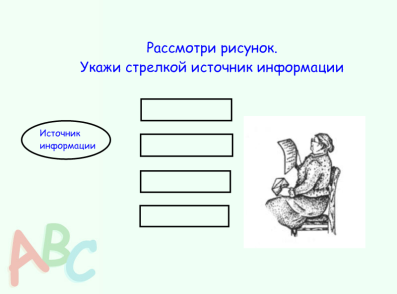 Рассмотри рисунок.
Укажи стрелкой источник информации
Источник
информации
ABC